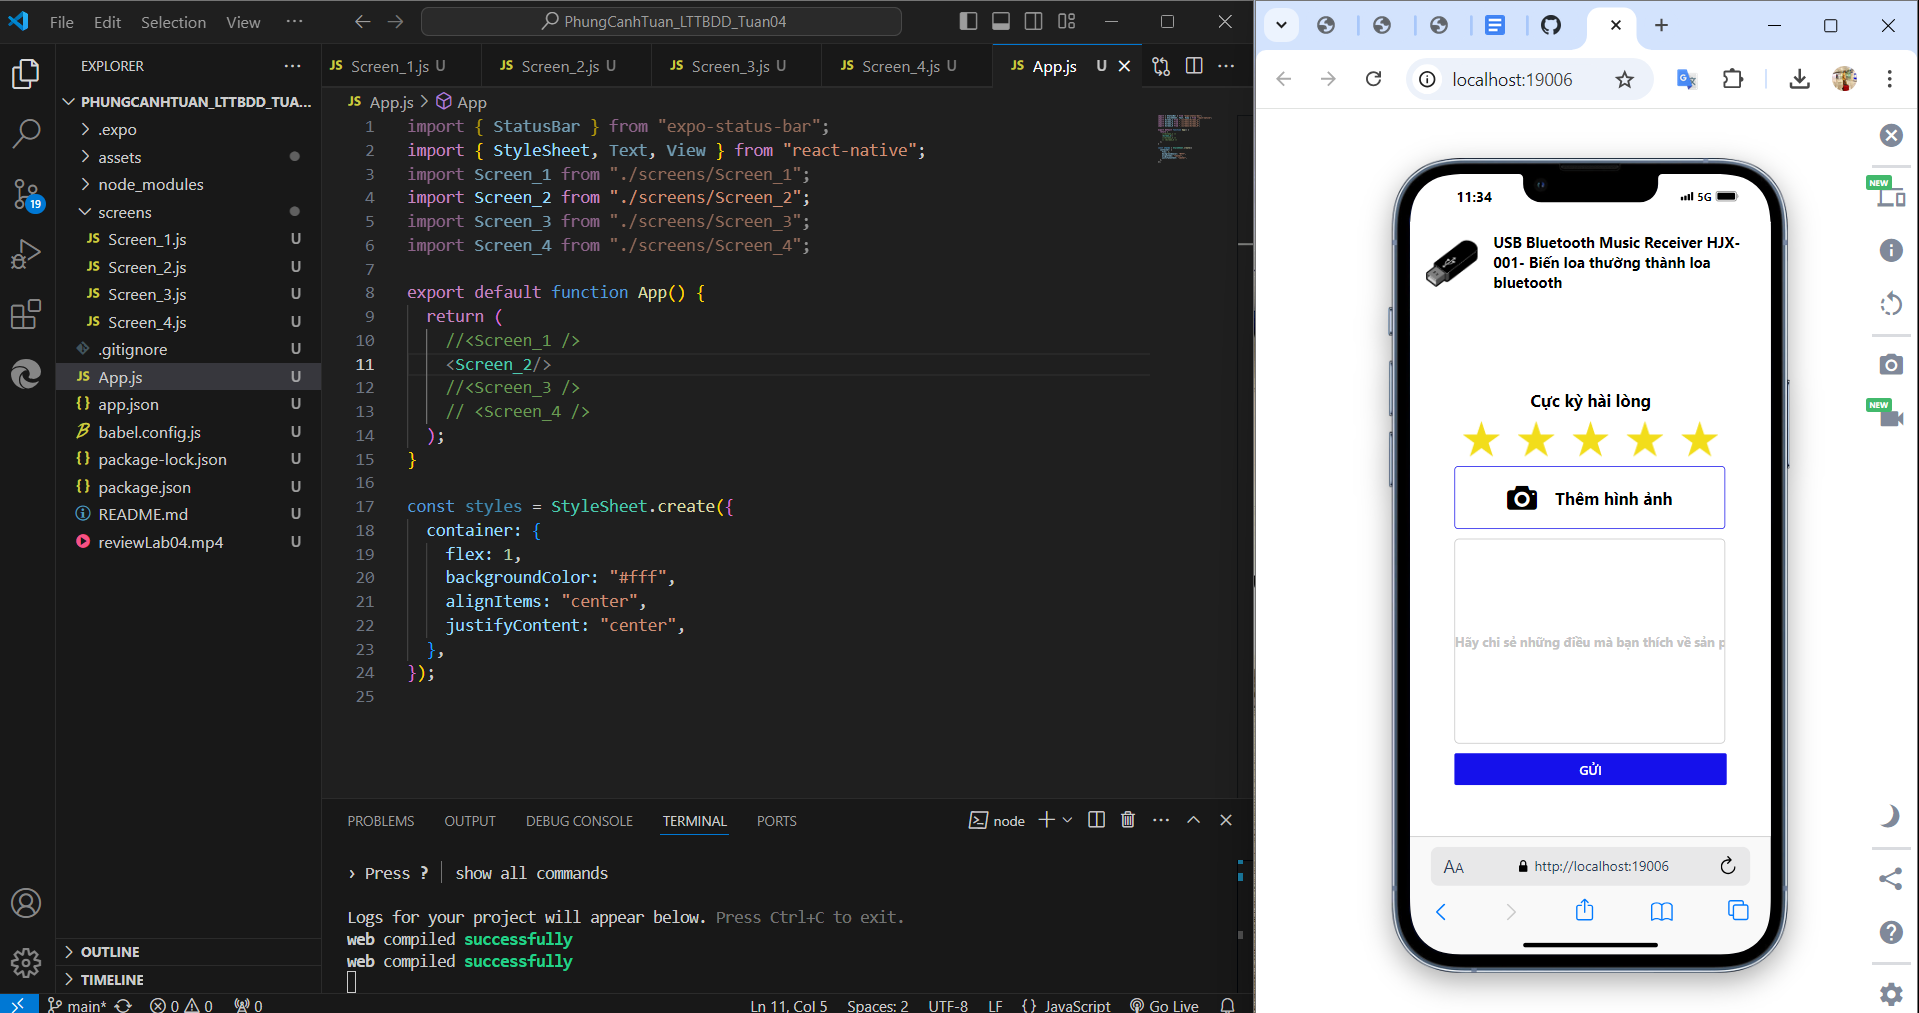 File Edit Selection View ···
PhungCanhTuan_LTTBDD_Tuan04
EXPLORER
PHUNGCANHTUAN_LTTBDD_TUA...
.expo
assets
node_modules
screens
JS Screen_1.js U
JS Screen_2.js U
JS Screen_3.js U
JS Screen_4.js U
.gitignore U
JS App.js U
{} app.json U
babel.config.js U
{} package-lock.json U
{} package.json U
README.md U
reviewLab04.mp4 U
OUTLINE
TIMELINE
19
JS Screen_1.js U JS Screen_2.js U JS Screen_3.js U JS Screen_4.js U JS App.js U
JS App.js > App
1 import { StatusBar } from "expo-status-bar";
2 import { StyleSheet, Text, View } from "react-native";
3 import Screen_1 from "./screens/Screen_1";
4 import Screen_2 from "./screens/Screen_2";
5 import Screen_3 from "./screens/Screen_3";
6 import Screen_4 from "./screens/Screen_4";
7
8 export default function App() {
9 return (
10 //<Screen_1 />
11 <Screen_2/>
12 //<Screen_3 />
13 // <Screen_4 />
14 );
15 }
16
17 const styles = StyleSheet.create({
18 container: {
19 flex: 1,
20 backgroundColor: "#fff",
21 alignItems: "center",
22 justifyContent: "center",
23 },
24 });
25
PROBLEMS OUTPUT DEBUG CONSOLE TERMINAL PORTS
node
› Press ? │ show all commands
Logs for your project will appear below. Press Ctrl+C to exit.
web compiled successfully
web compiled successfully
main* 0 0 0
Ln 11, Col 5 Spaces: 2 UTF-8 LF {} JavaScript Go Live
localhost:19006
NEW
NEW
11:34
5G
USB Bluetooth Music Receiver HJX-
001- Biến loa thường thành loa
bluetooth
Cực kỳ hài lòng
Thêm hình ảnh
Hãy chi sẻ những điều mà bạn thích về sản p
GỬI
AA http://localhost:19006